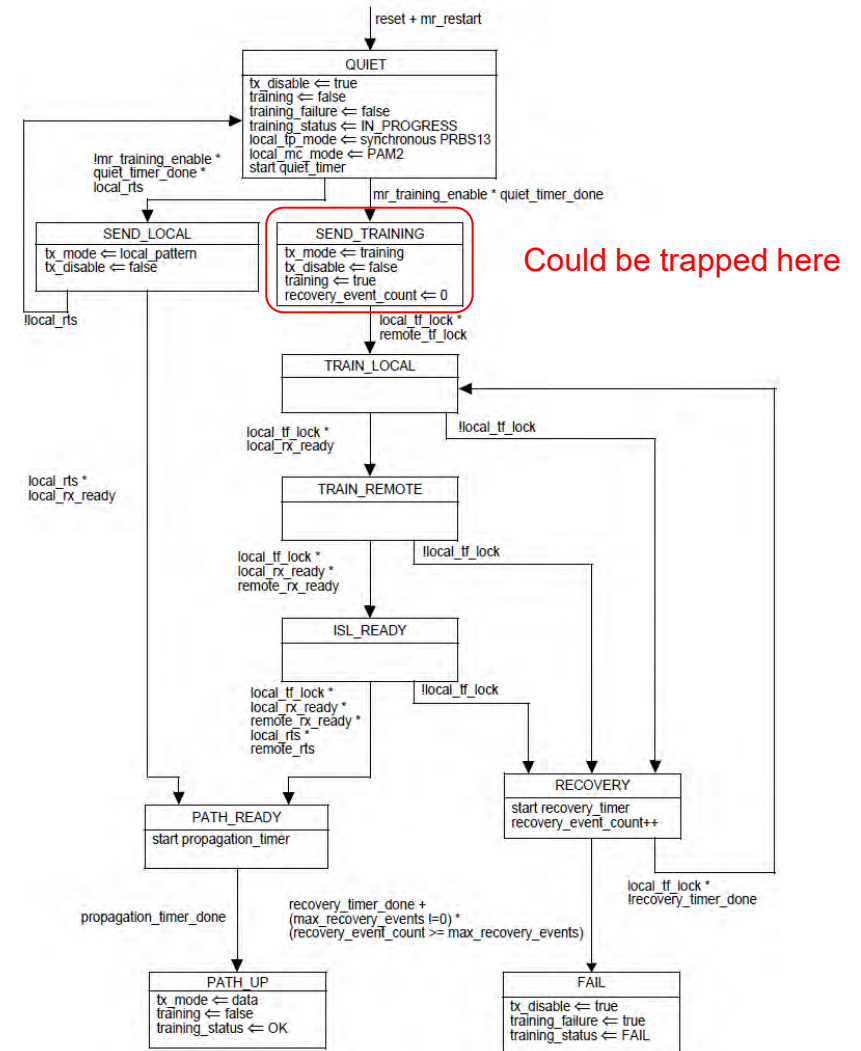 reset + mr_restart
QUIET
tx_disable ⇐ true
training ⇐ false
training_failure ⇐ false
training_status ⇐ IN_PROGRESS
local_tp_mode ⇐ synchronous PRBS13
local_mc_mode ⇐ PAM2
start quiet_timer
!mr_training_enable *
quiet_timer_done *
local_rts
mr_training_enable * quiet_timer_done
SEND_LOCAL
tx_mode ⇐ local_pattern
tx_disable ⇐ false
SEND_TRAINING
tx_mode ⇐ training
tx_disable ⇐ false
training ⇐ true
recovery_event_count ⇐ 0
Could be trapped here
!local_rts
local_tf_lock *
remote_tf_lock
TRAIN_LOCAL
local_tf_lock *
local_rx_ready
!local_tf_lock
local_rts *
local_rx_ready
TRAIN_REMOTE
local_tf_lock *
local_rx_ready *
remote_rx_ready
!local_tf_lock
ISL_READY
local_tf_lock *
local_rx_ready *
remote_rx_ready *
local_rts *
remote_rts
!local_tf_lock
PATH_READY
start propagation_timer
RECOVERY
start recovery_timer
recovery_event_count++
local_tf_lock *
!recovery_timer_done
propagation_timer_done
recovery_timer_done +
(max_recovery_events !=0) *
(recovery_event_count >= max_recovery_events)
PATH_UP
tx_mode ⇐ data
training ⇐ false
training_status ⇐ OK
FAIL
tx_disable ⇐ true
training_failure ⇐ true
training_status ⇐ FAIL